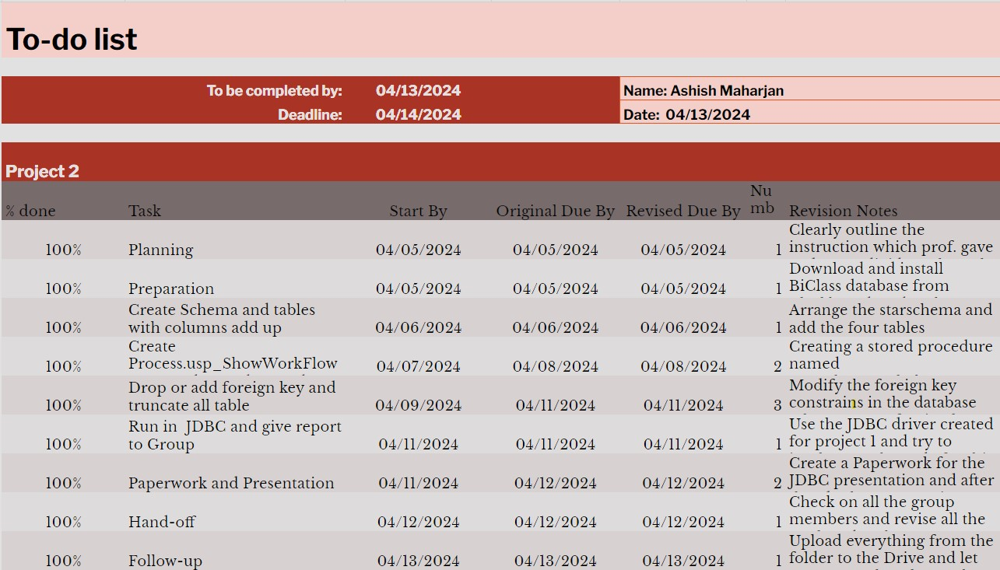 To-do list
To be completed by: 04/13/2024 Name: Ashish Maharjan
Deadline: 04/14/2024 Date: 04/13/2024
Project 2
% done Task Start By Original Due By Revised Due By Nu
mb Revision Notes
100% Planning 04/05/2024 04/05/2024 04/05/2024 1 Clearly outline the
instruction which prof. gave
100% Preparation 04/05/2024 04/05/2024 04/05/2024 1 Download and install
BiClass database from
100% Create Schema and tables
with columns add up 04/06/2024 04/06/2024 04/06/2024 1 Arrange the starschema and
add the four tables
100% Create
Process.usp_ShowWorkFlow 04/07/2024 04/08/2024 04/08/2024 2 Creating a stored procedure
named
100% Drop or add foreign key and
truncate all table 04/09/2024 04/11/2024 04/11/2024 3 Modify the foreign key
constrains in the database
100% Run in JDBC and give report
to Group 04/11/2024 04/11/2024 04/11/2024 1 Use the JDBC driver created
for project 1 and try to
100% Paperwork and Presentation 04/11/2024 04/12/2024 04/12/2024 2 Create a Paperwork for the
JDBC presentation and after
100% Hand-off 04/12/2024 04/12/2024 04/12/2024 1 Check on all the group
members and revise all the
100% Follow-up 04/13/2024 04/13/2024 04/13/2024 1 Upload everything from the
folder to the Drive and let